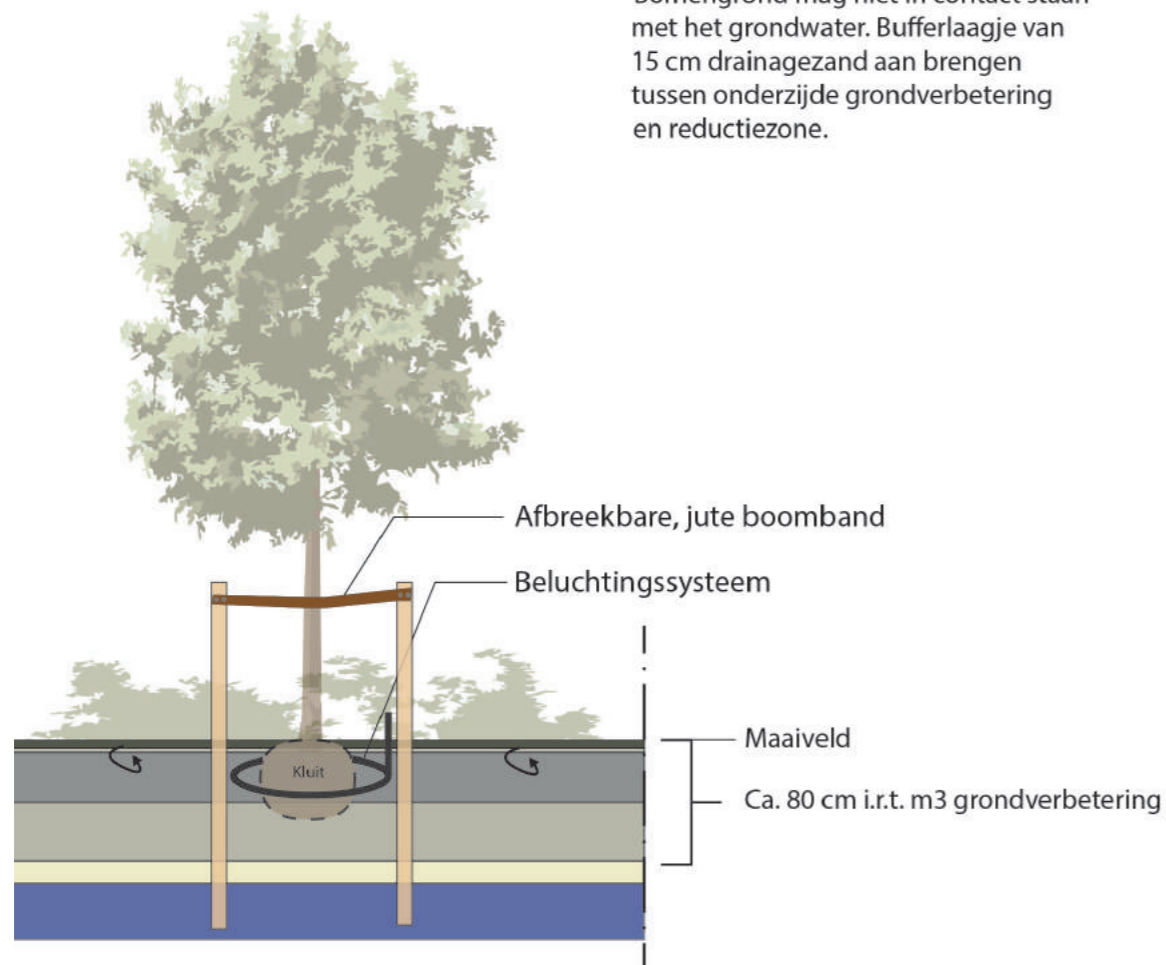 met het grondwater. Bufferlaagje van
15 cm drainagezand aan brengen
tussen onderzijde grondverbetering
en reductiezone.
Afbreekbare, jute boomband
Beluchtingssysteem
Kluit
Maaiveld
Ca. 80 cm i.r.t. m3 grondverbetering